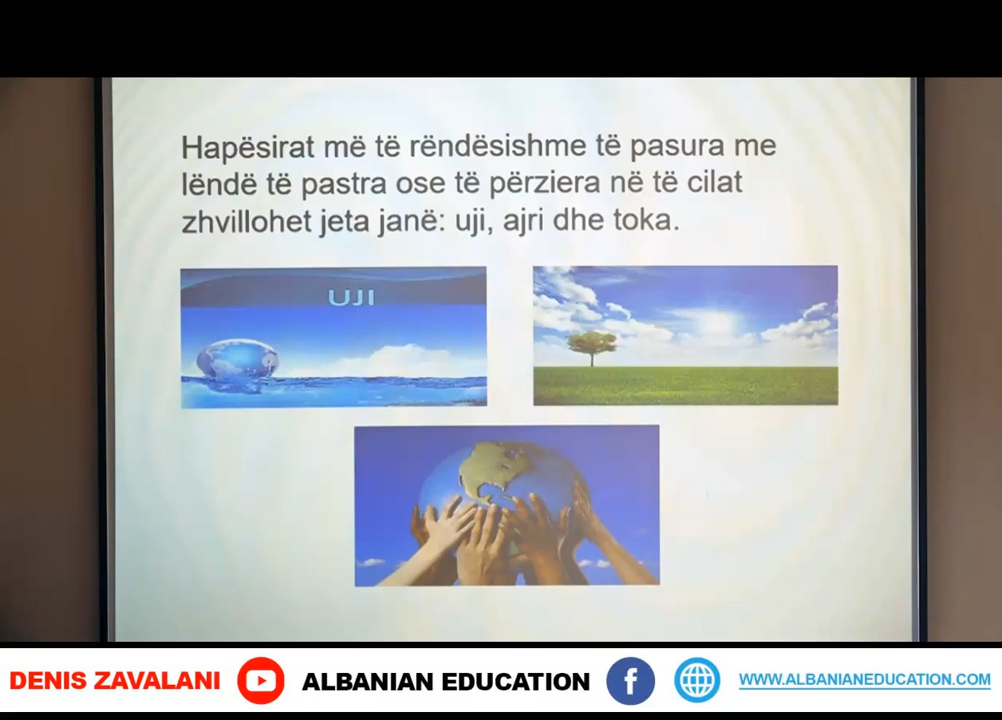 Hapësirat më të rëndësishme të pasura me
lëndë të pastra ose të përziera në të cilat
zhvillohet jeta janë: uji, ajri dhe toka.
UJI
DENIS ZAVALANI
ALBANIAN EDUCATION
f
WWW.ALBANIANEDUCATION.COM